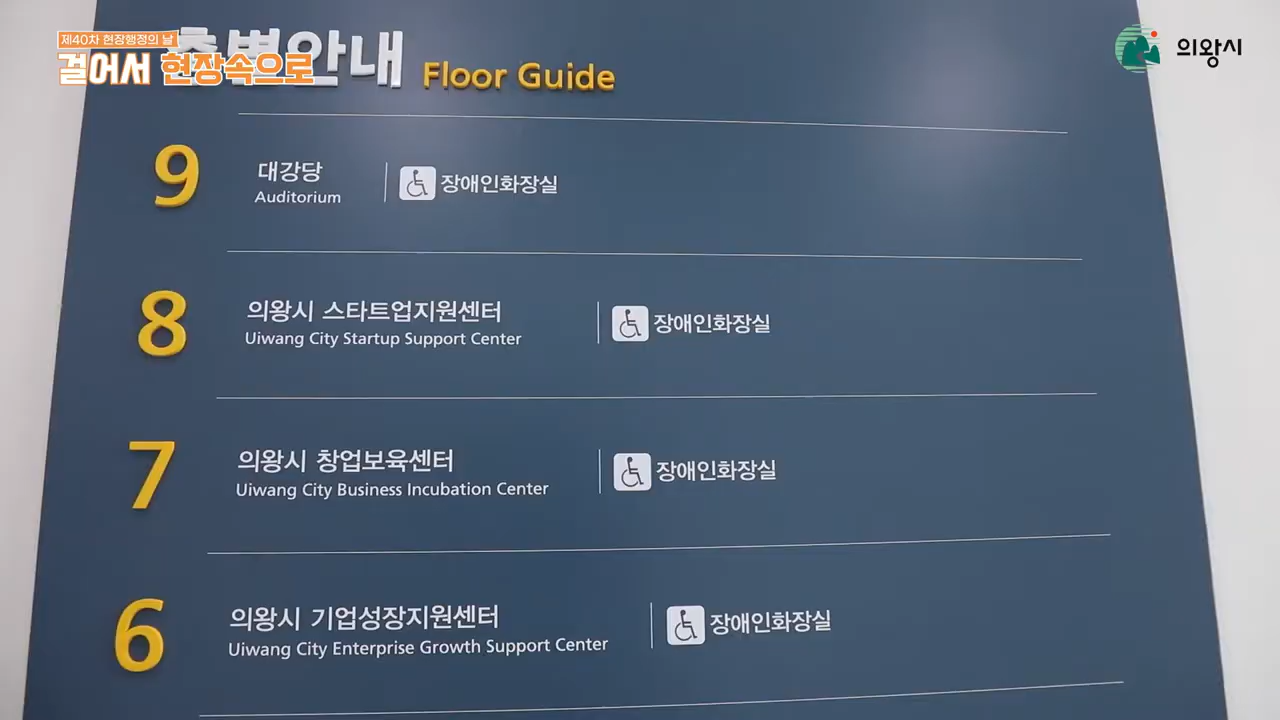 제40차 현장행정의 날
걸어서 현장속으로
층별안내 Floor Guide
의왕시
9 대강당 장애인화장실
Auditorium
8 의왕시 스타트업지원센터 장애인화장실
Uiwang City Startup Support Center
7 의왕시 창업보육센터 장애인화장실
Uiwang City Business Incubation Center
6 의왕시 기업성장지원센터 장애인화장실
Uiwang City Enterprise Growth Support Center